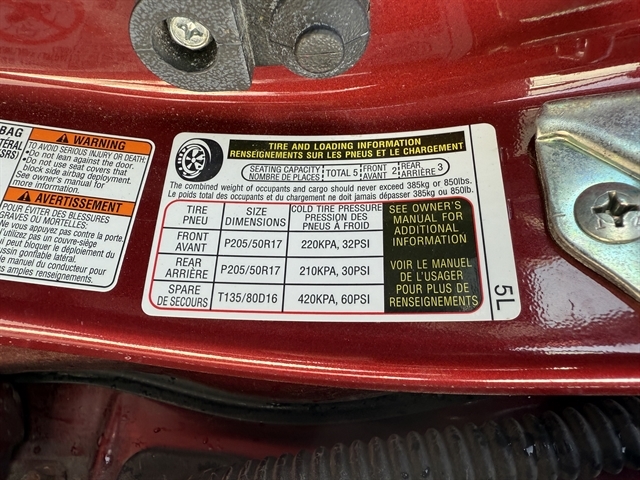 BAG
TÉRAL
(SRS)
WARNING
TO AVOID SERIOUS INJURY OR DEATH
•Do not lean against the door.
•Do not use seat covers that
block side airbag deployment.
See owner's manual for
more information.
AVERTISSEMENT
POUR ÉVITER DES BLESSURES
GRAVES OU MORTELLES:
vous appuyez pas contre la porte.
utilisez pas un couvre-siège
peut bloquer le déploiement du
gonflable latéral.
le manuel du conducteur pour
amples renseignements.
TIRE AND LOADING INFORMATION
RENSEIGNEMENTS SUR LES PNEUS ET LE CHARGEMENT
SEATING CAPACITY
NOMBRE DE PLACES
TOTAL 5
FRONT
AVANT 2
REAR
ARRIÈRE 3
The combined weight of occupants and cargo should never exceed 385kg or 850lbs.
Le poids total des occupants et du chargement ne doit jamais dépasser 385kg ou 850lb.
TIRE
PNEU
SIZE
DIMENSIONS
COLD TIRE PRESSURE
PRESSION DES
PNEUS À FROID
FRONT
AVANT
P205/50R17
220KPA, 32PSI
REAR
ARRIÈRE
P205/50R17
210KPA, 30PSI
SPARE
DE SECOURS
T135/80D16
420KPA, 60PSI
SEE OWNER'S
MANUAL FOR
ADDITIONAL
INFORMATION
VOIR LE MANUEL
DE L'USAGER
POUR PLUS DE
RENSEIGNEMENTS
5L